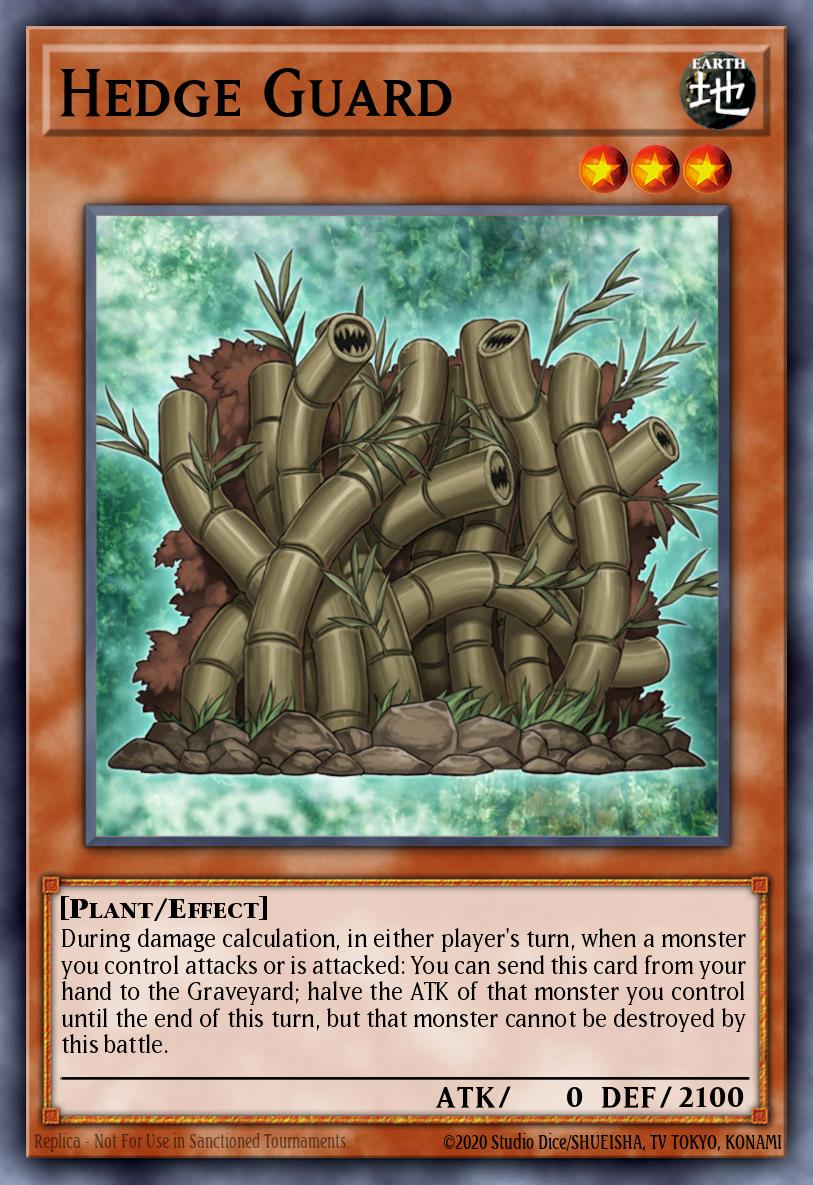 HEDGE GUARD
EARTH
地
[PLANT/EFFECT]
During damage calculation, in either player's turn, when a monster
you control attacks or is attacked: You can send this card from your
hand to the Graveyard; halve the ATK of that monster you control
until the end of this turn, but that monster cannot be destroyed by
this battle.
ATK/ 0 DEF/ 2100
Replica - Not For Use in Sanctioned Tournaments.
©2020 Studio Dice/SHUEISHA, TV TOKYO, KONAMI